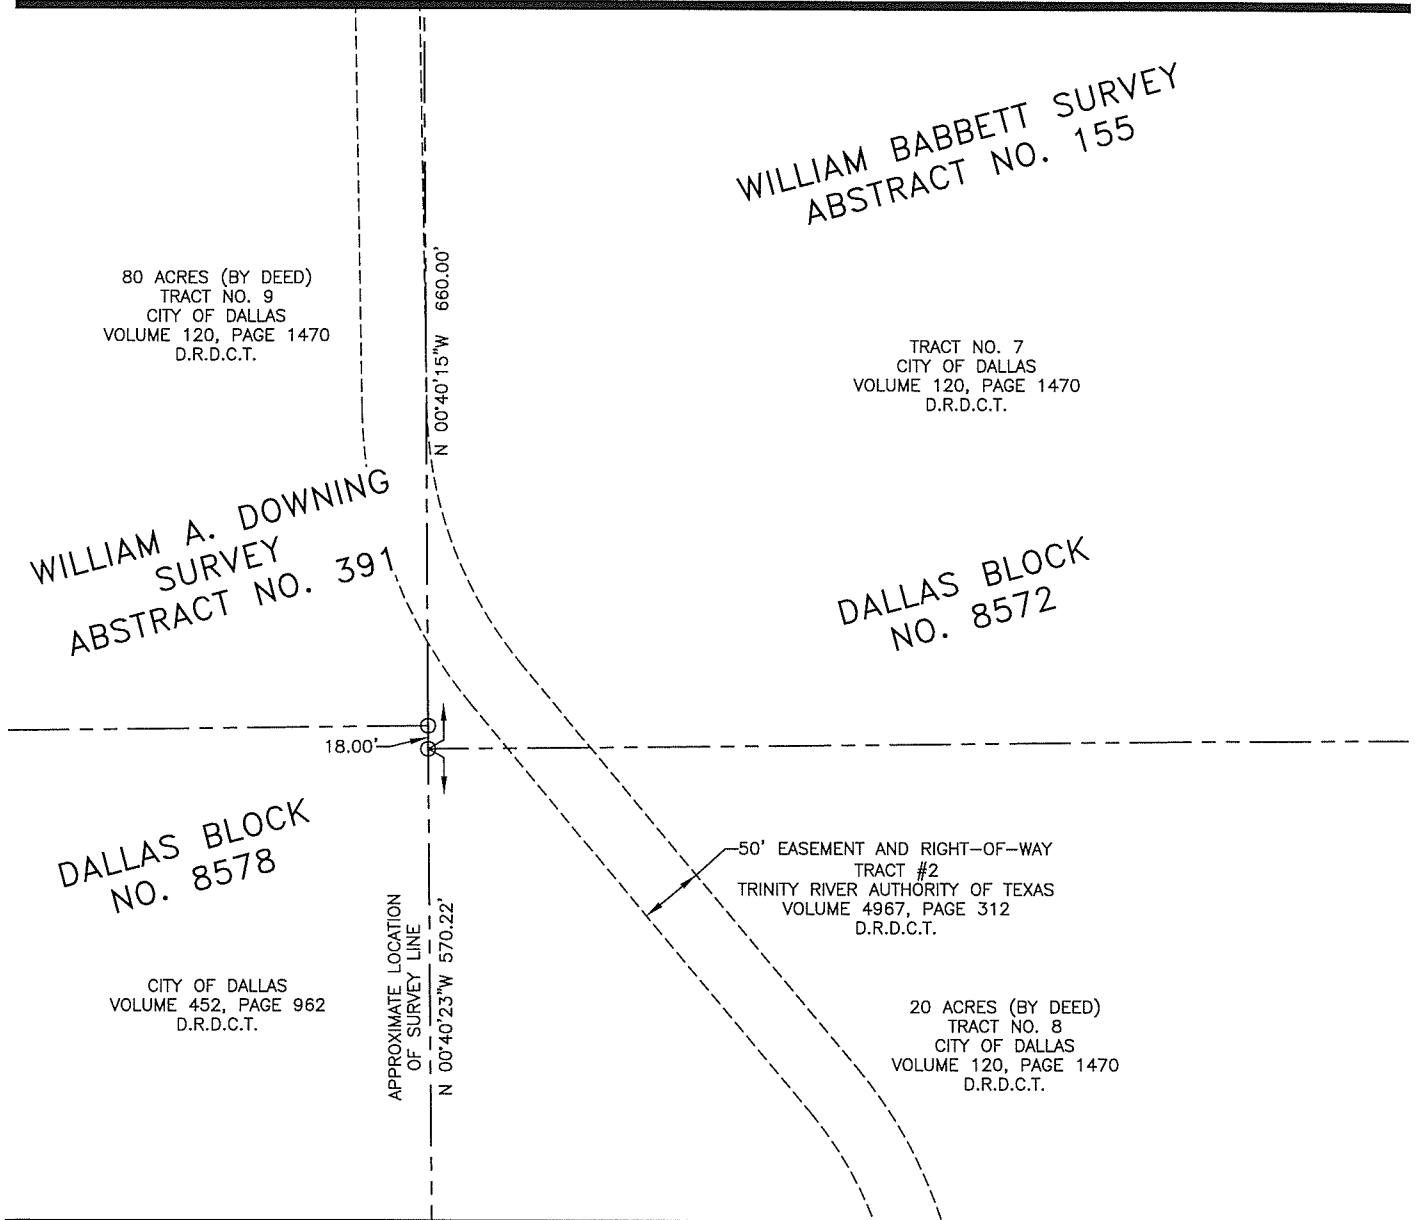 WILLIAM BABBETT SURVEY
ABSTRACT NO. 155
80 ACRES (BY DEED)
TRACT NO. 9
CITY OF DALLAS
VOLUME 120, PAGE 1470
D.R.D.C.T.
N 00°40'15"W 660.00'
TRACT NO. 7
CITY OF DALLAS
VOLUME 120, PAGE 1470
D.R.D.C.T.
WILLIAM A. DOWNING
SURVEY
ABSTRACT NO. 391
DALLAS BLOCK
NO. 8572
18.00'
DALLAS BLOCK
NO. 8578
50' EASEMENT AND RIGHT-OF-WAY
TRACT #2
TRINITY RIVER AUTHORITY OF TEXAS
VOLUME 4967, PAGE 312
D.R.D.C.T.
APPROXIMATE LOCATION
OF SURVEY LINE
N 00°40'23"W 570.22'
CITY OF DALLAS
VOLUME 452, PAGE 962
D.R.D.C.T.
20 ACRES (BY DEED)
TRACT NO. 8
CITY OF DALLAS
VOLUME 120, PAGE 1470
D.R.D.C.T.